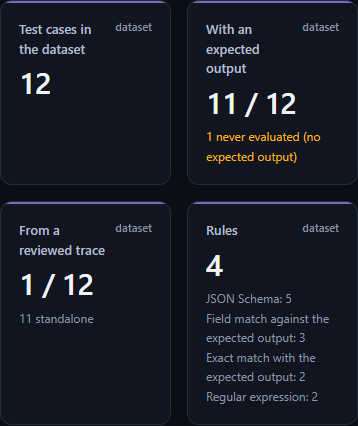 Test cases in
the dataset
dataset
12
With an
expected
output
dataset
11 / 12
1 never evaluated (no
expected output)
From a
reviewed trace
dataset
1 / 12
11 standalone
Rules
dataset
4
JSON Schema: 5
Field match against the
expected output: 3
Exact match with the
expected output: 2
Regular expression: 2